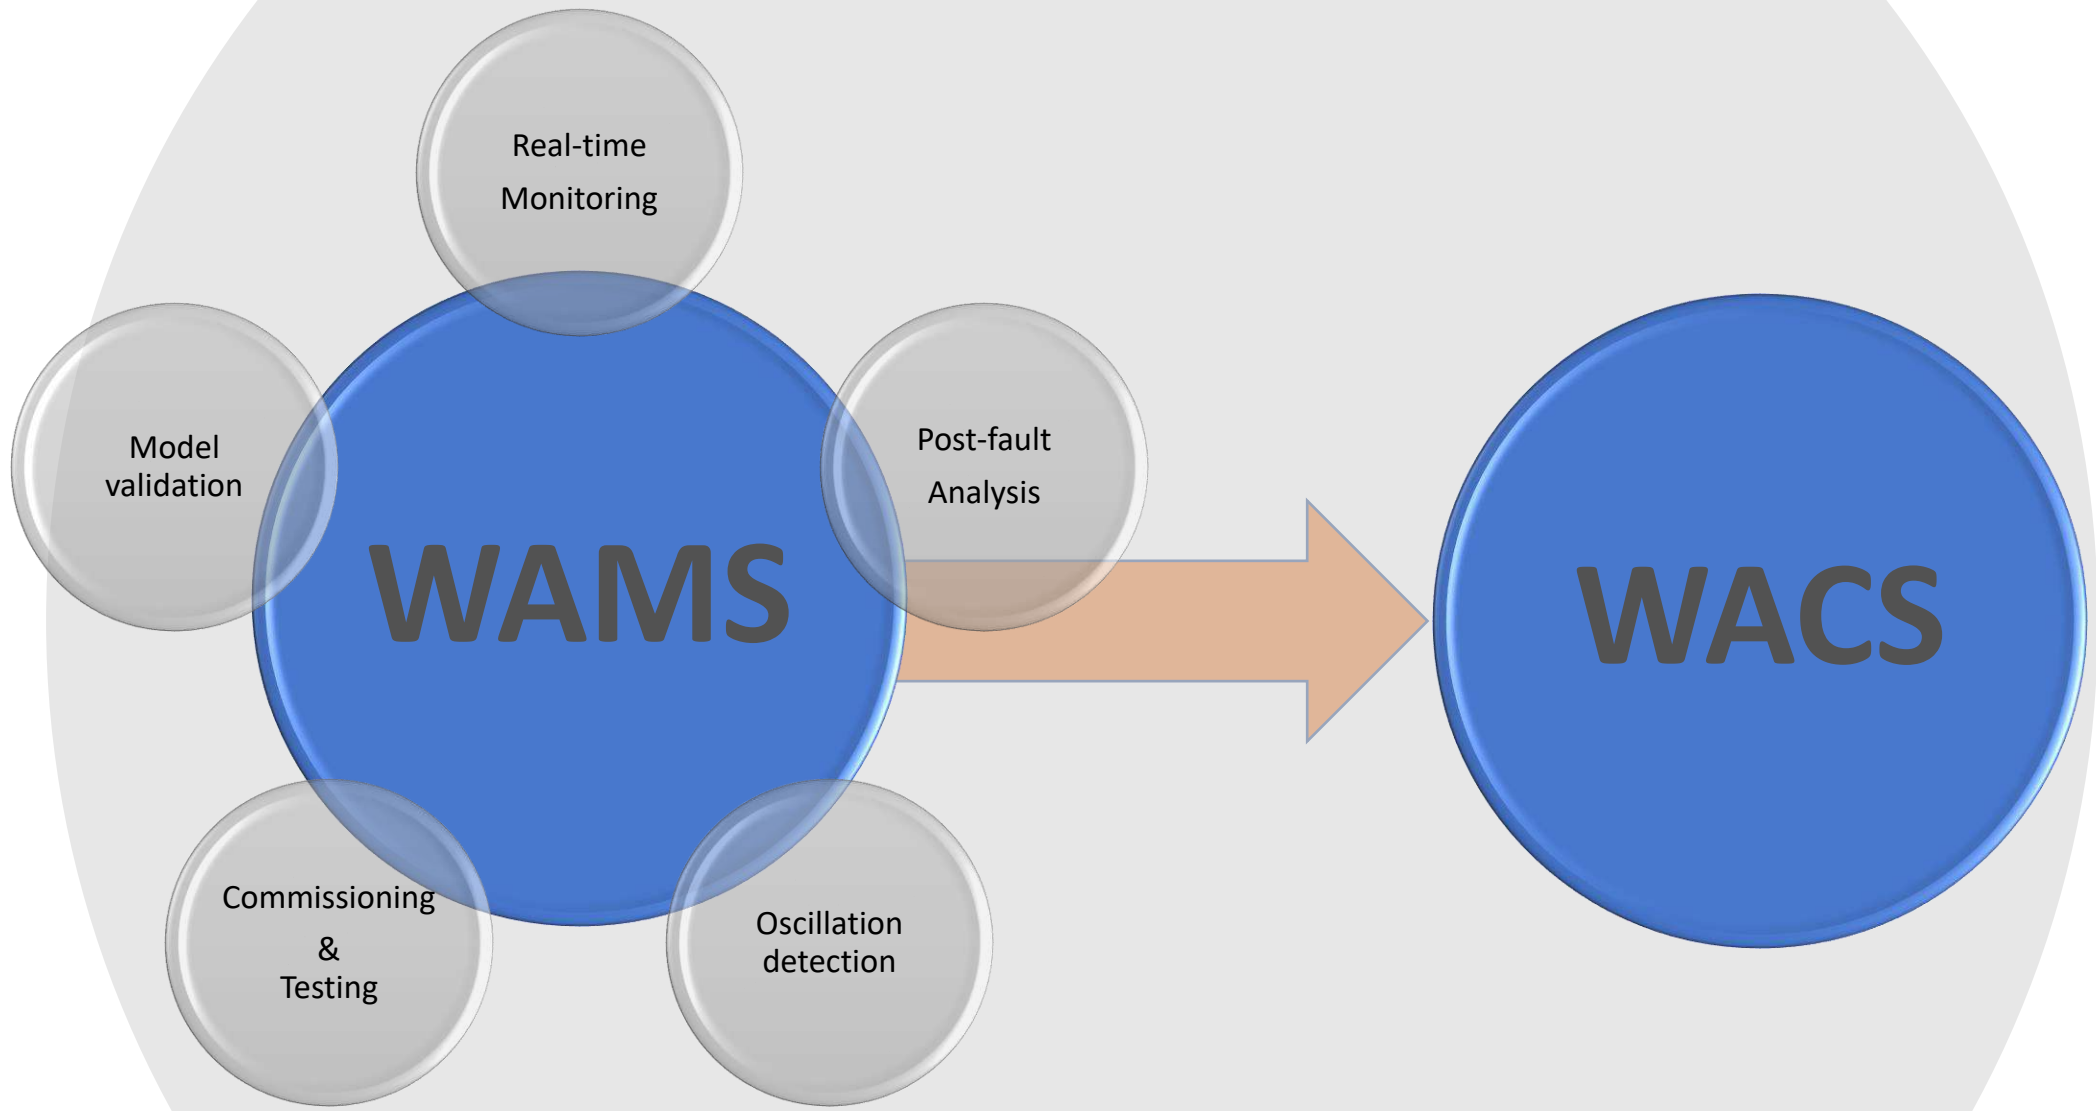 Real-time
Monitoring
Model
validation
Post-fault
Analysis
WAMS
WACS
Commissioning
&
Testing
Oscillation
detection